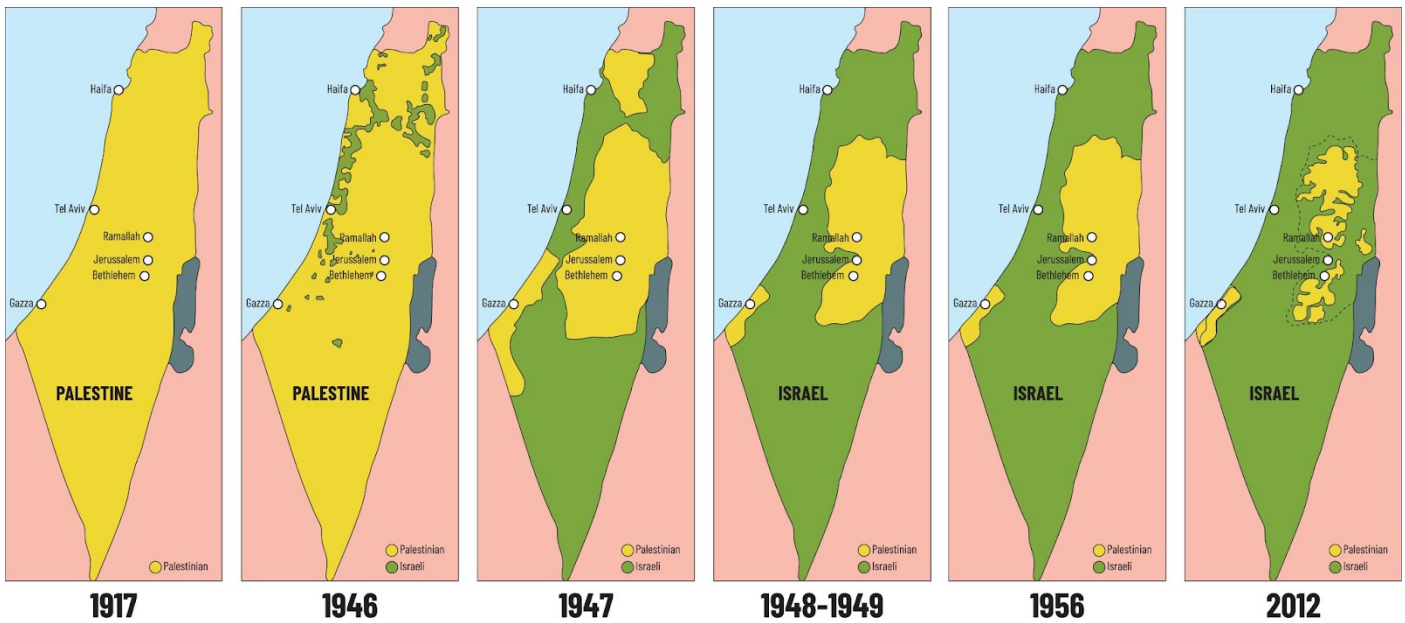 Haifa
Tel Aviv
Ramallah
Jerussalem
Bethlehem
Gazza
PALESTINE
Palestinian
1917
Haifa
Tel Aviv
Ramallah
Jerussalem
Bethlehem
Gazza
PALESTINE
Palestinian
Israeli
1946
Haifa
Tel Aviv
Ramallah
Jerussalem
Bethlehem
Gazza
Palestinian
Israeli
1947
Haifa
Tel Aviv
Ramallah
Jerussalem
Bethlehem
Gazza
ISRAEL
Palestinian
Israeli
1948-1949
Haifa
Tel Aviv
Ramallah
Jerussalem
Bethlehem
Gazza
ISRAEL
Palestinian
Israeli
1956
Haifa
Tel Aviv
Ramallah
Jerussalem
Bethlehem
Gazza
ISRAEL
Palestinian
Israeli
2012